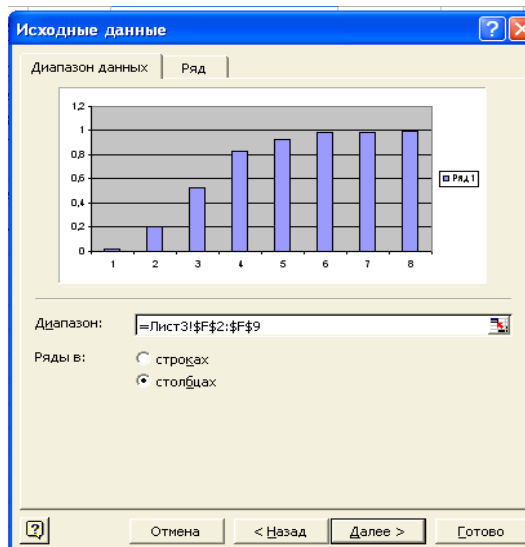 Исходные данные
Диапазон данных Ряд
1,2
1
0,8
0,6
0,4
0,2
0
1 2 3 4 5 6 7 8
Ряд1
Диапазон: =Лист3!$F$2:$F$9
Ряды в: строках
столбцах
Отмена < Назад Далее > Готово